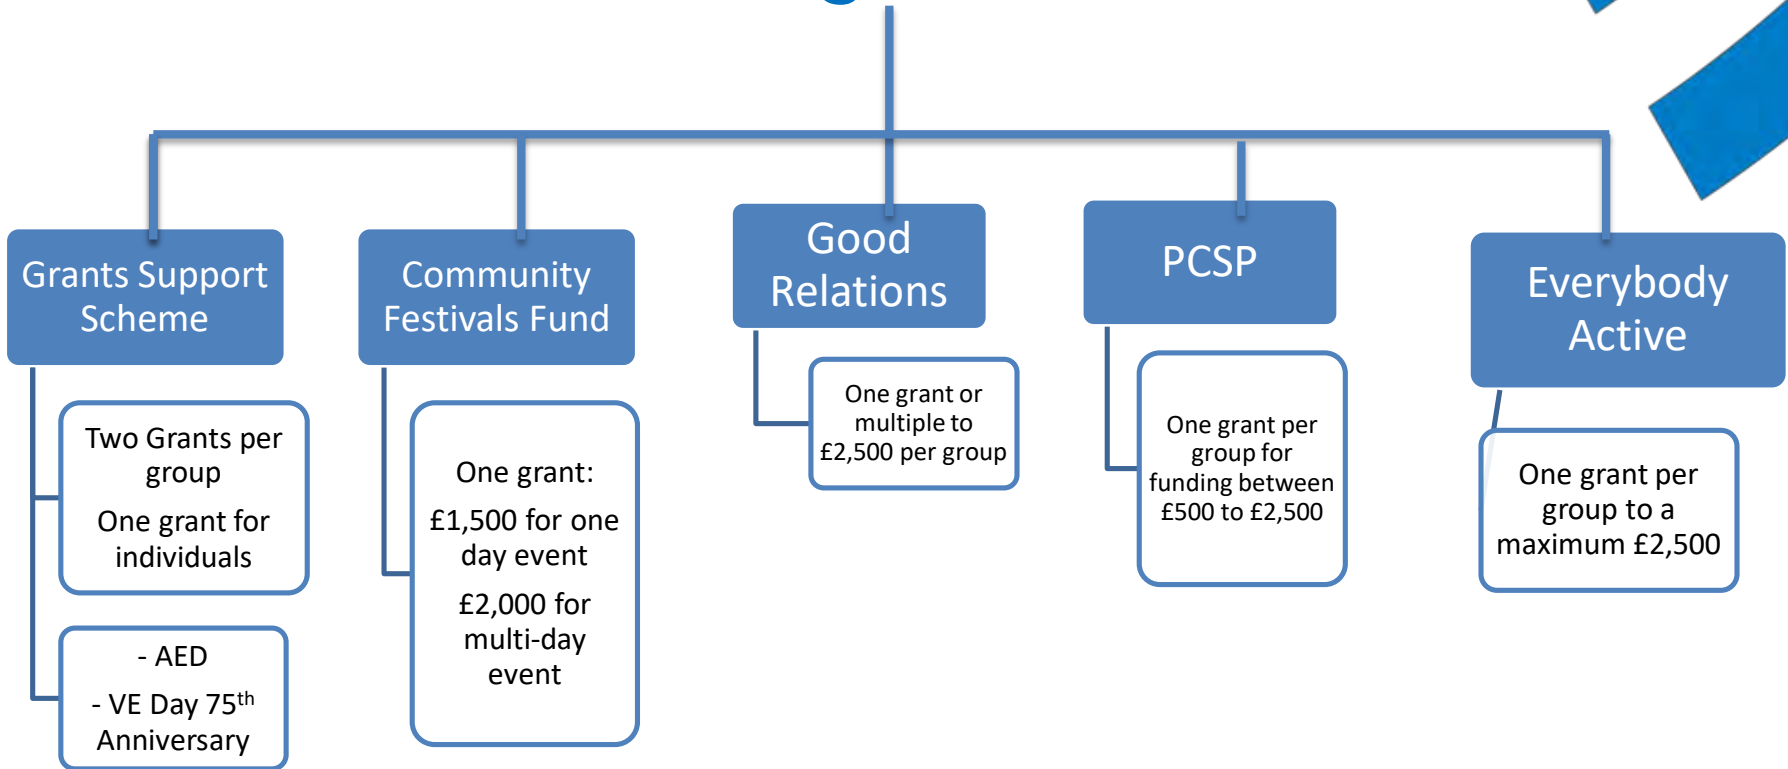 Grants Support
Scheme
Community
Festivals Fund
Good
Relations
PCSP
Everybody
Active
Two Grants per
group
One grant for
individuals
- AED
- VE Day 75th
Anniversary
One grant:
£1,500 for one
day event
£2,000 for
multi-day
event
One grant or
multiple to
£2,500 per group
One grant per
group for
funding between
£500 to £2,500
One grant per
group to a
maximum £2,500